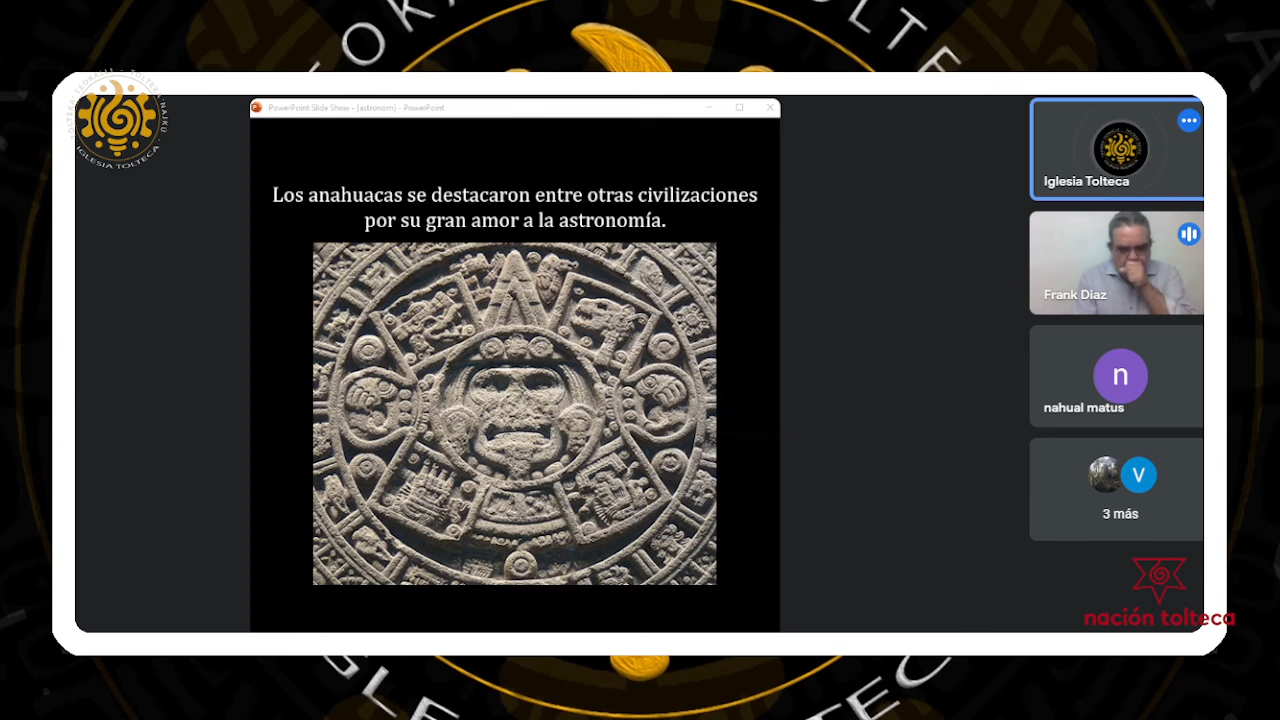 PowerPoint Slide Show - [astronom] - PowerPoint
Los anahuacas se destacaron entre otras civilizaciones
por su gran amor a la astronomía.
IGLESIA TOLTECA
Iglesia Tolteca
Frank Diaz
n
nahual matus
V
3 más
nación tolteca